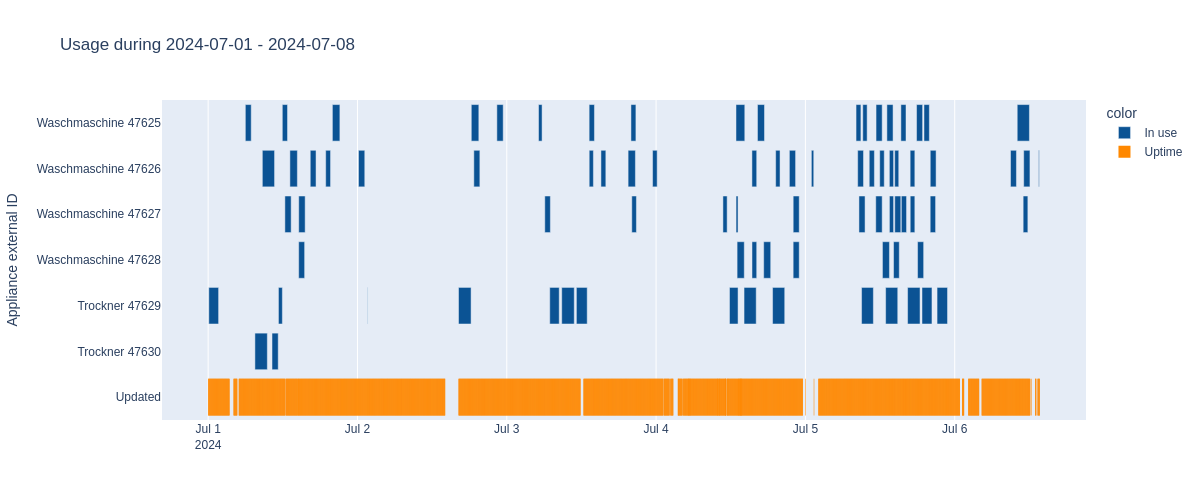 Usage during 2024-07-01 - 2024-07-08
color
In use
Uptime
Appliance external ID
Waschmaschine 47625
Waschmaschine 47626
Waschmaschine 47627
Waschmaschine 47628
Trockner 47629
Trockner 47630
Updated
Jul 1 Jul 2 Jul 3 Jul 4 Jul 5 Jul 6
2024